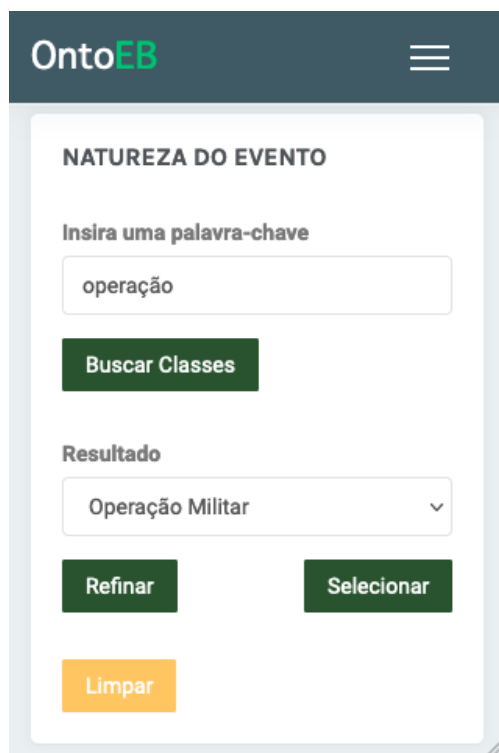 OntoEB
NATUREZA DO EVENTO
Insira uma palavra-chave
operação
Buscar Classes
Resultado
Operação Militar
Refinar
Selecionar
Limpar